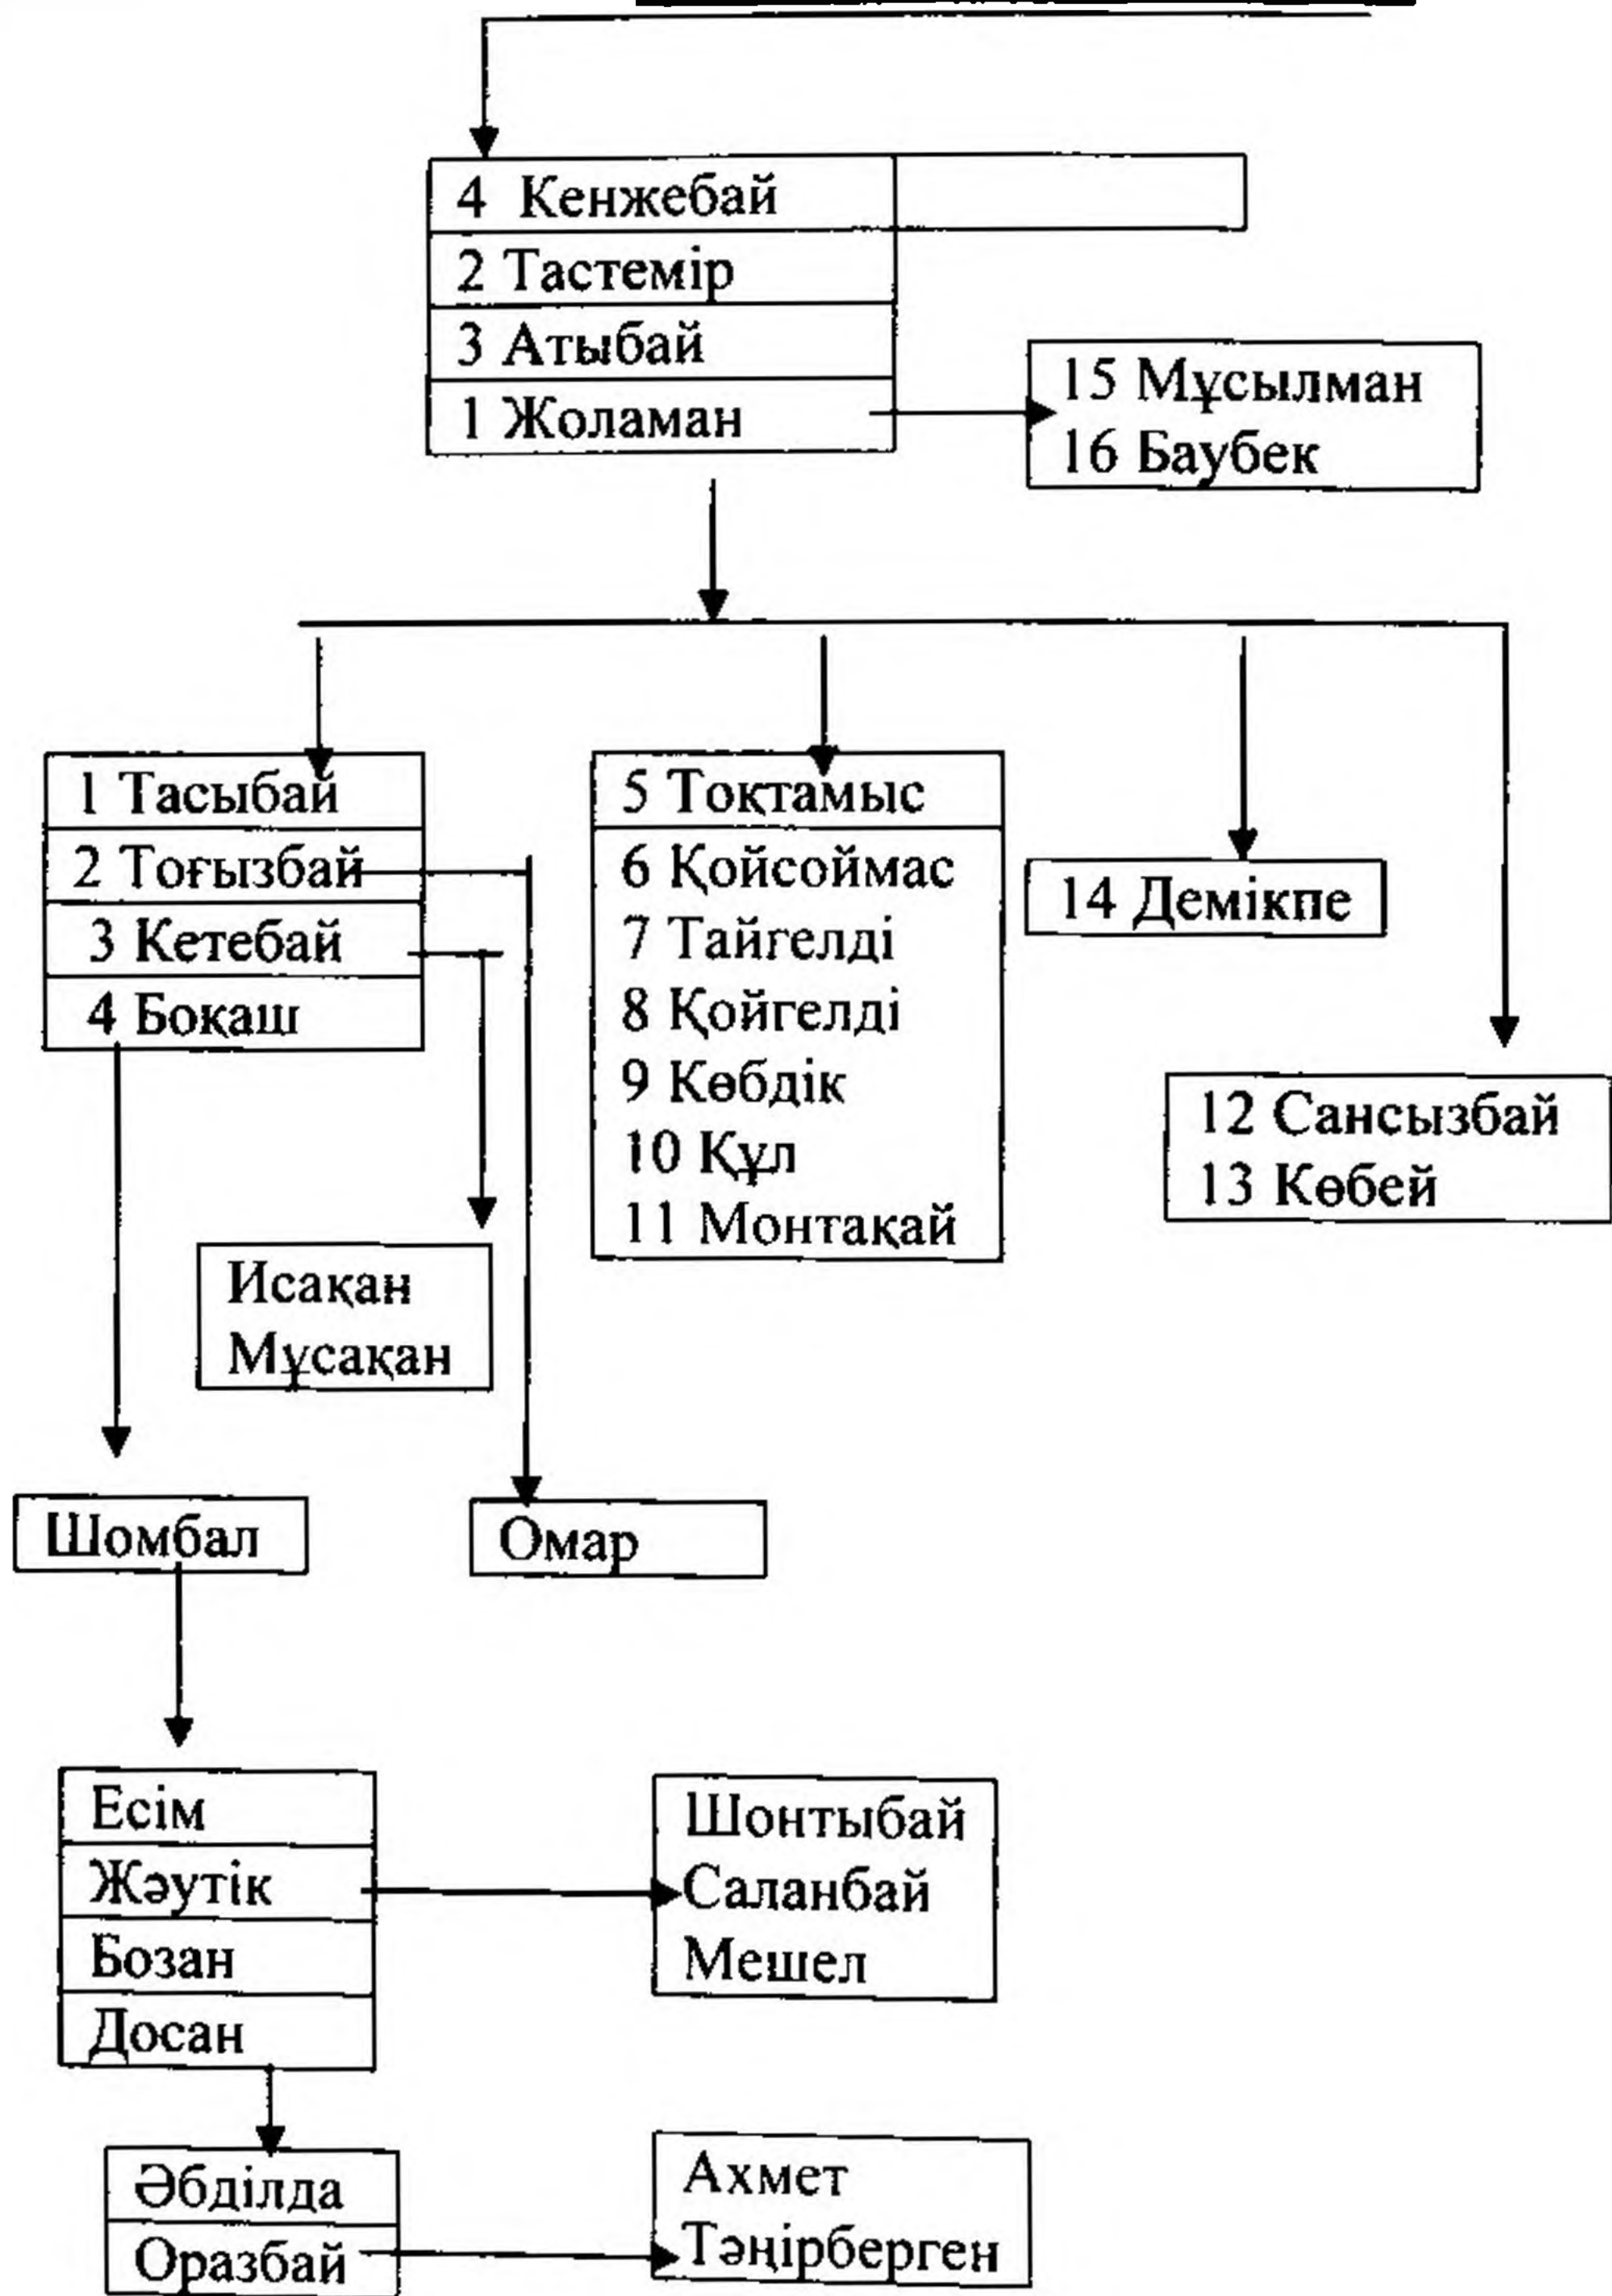 4 Кенжебай
2 Тастемір
3 Атыбай
1 Жоламан
15 Мұсылман
16 Баубек
1 Тасыбай
2 Тоғызбай
3 Кетебай
4 Боқаш
5 Тоқтамыс
6 Қойсоймас
7 Тайгелді
8 Қойгелді
9 Көбдік
10 Құл
11 Монтақай
14 Демікпе
12 Сансызбай
13 Көбей
Исақан
Мұсақан
Шомбал
Омар
Есім
Жәутік
Бозан
Досан
Шонтыбай
Саланбай
Мешел
Әбділда
Оразбай
Ахмет
Тәңірберген